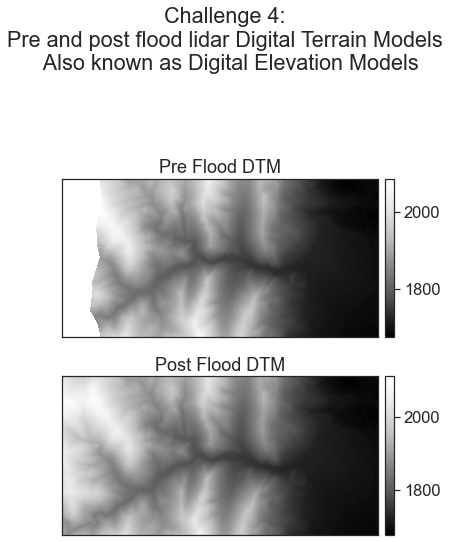 Challenge 4:
Pre and post flood lidar Digital Terrain Models
Also known as Digital Elevation Models
Pre Flood DTM
2000
1800
Post Flood DTM
2000
1800